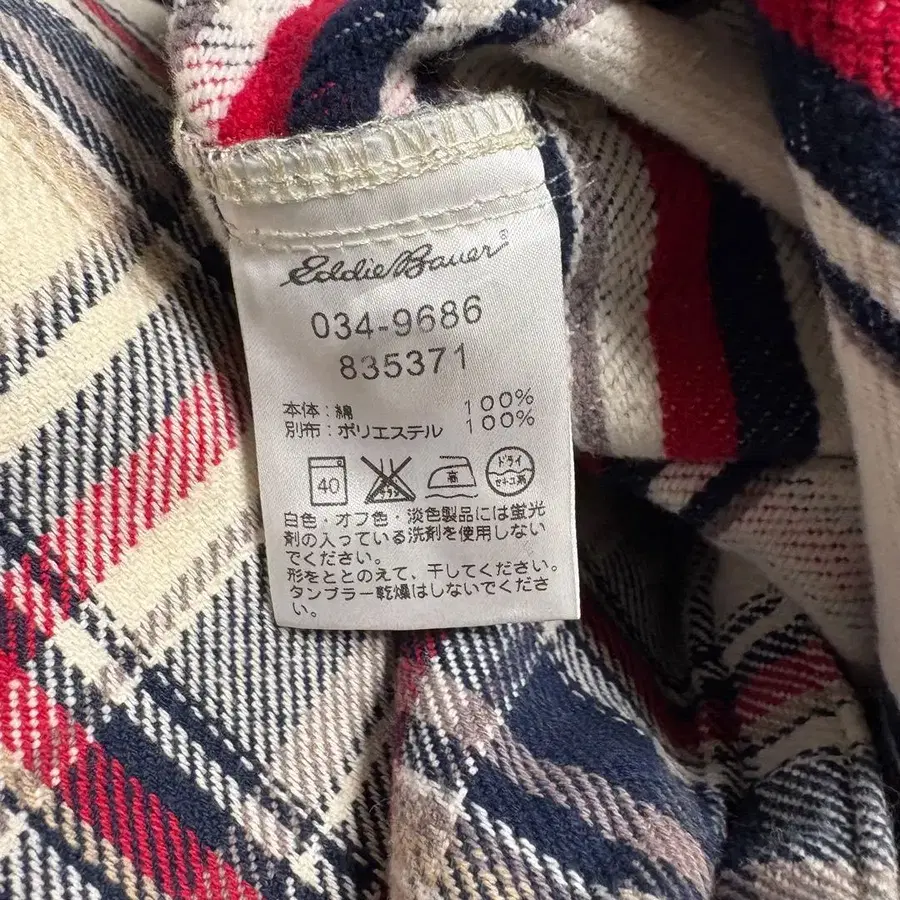 Eddie Bauer®
034-9686
835371
本体：綿 100%
別布：ポリエステル 100%
40 高 ドライ
セキユ系
白色・オフ色・淡色製品には蛍光
剤の入っている洗剤を使用しない
でください。
形をととのえて、干してください。
タンブラー乾燥はしないでくださ
い。